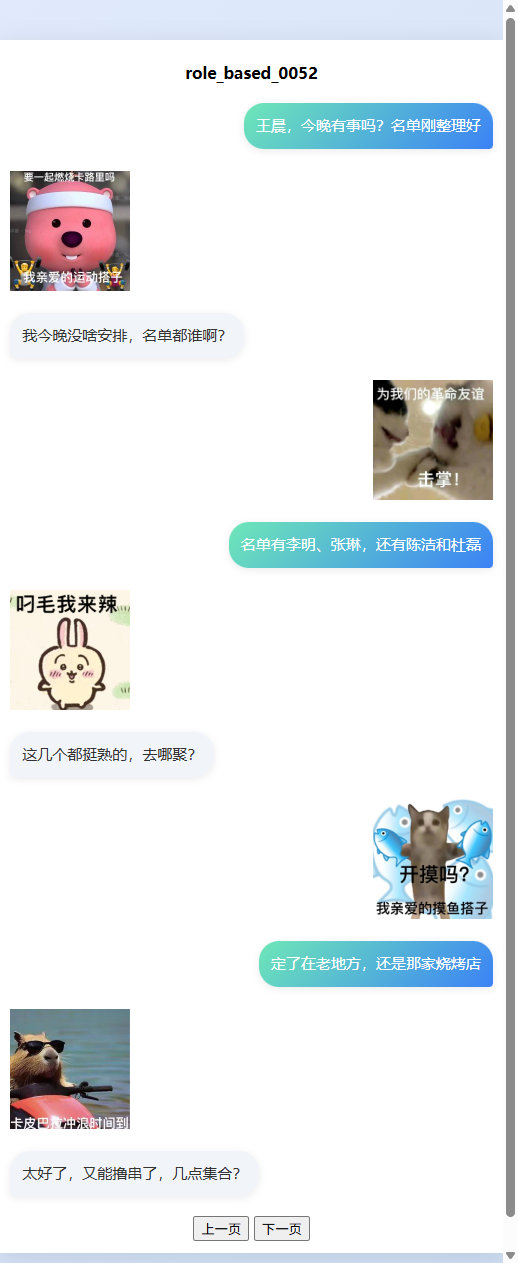 role_based_0052
王晨，今晚有事吗？名单刚整理好
要一起燃烧卡路里吗
我亲爱的运动搭子
我今晚没啥安排，名单都谁啊？
为我们的革命友谊
击掌！
名单有李明、张琳，还有陈洁和杜磊
叼毛我来辣
这几个都挺熟的，去哪聚？
开摸吗？
我亲爱的摸鱼搭子
定了在老地方，还是那家烧烤店
卡皮巴拉冲浪时间到
太好了，又能撸串了，几点集合？
上一页 下一页